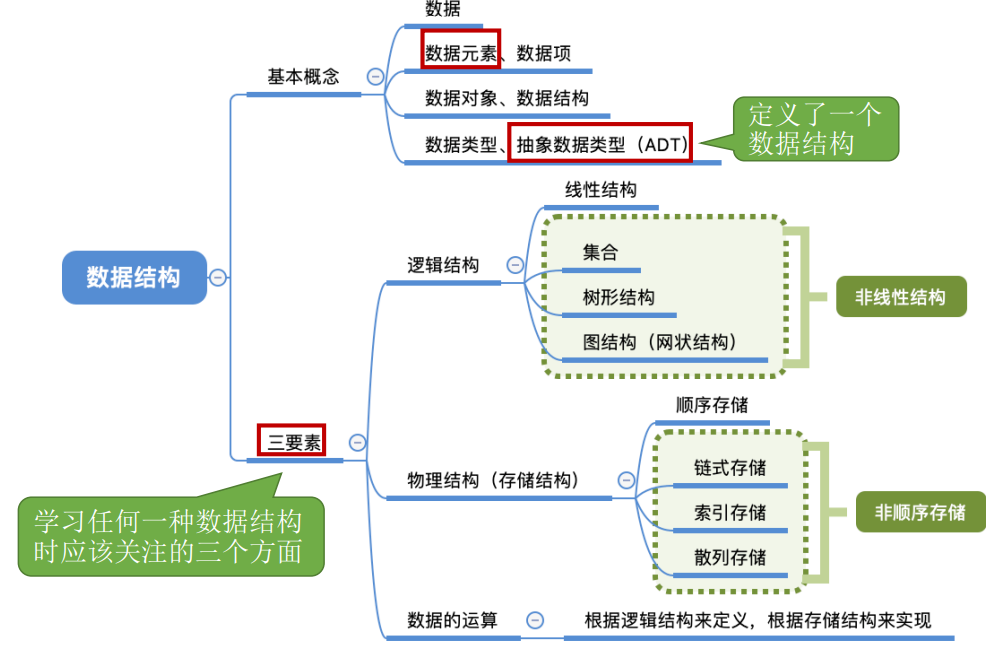 数据
数据元素、数据项
基本概念
数据对象、数据结构
数据类型、抽象数据类型（ADT）
定义了一个
数据结构
线性结构
逻辑结构
集合
树形结构
图结构（网状结构）
非线性结构
数据结构
三要素
学习任何一种数据结构
时应该关注的三个方面
顺序存储
物理结构（存储结构）
链式存储
索引存储
散列存储
非顺序存储
数据的运算
根据逻辑结构来定义，根据存储结构来实现